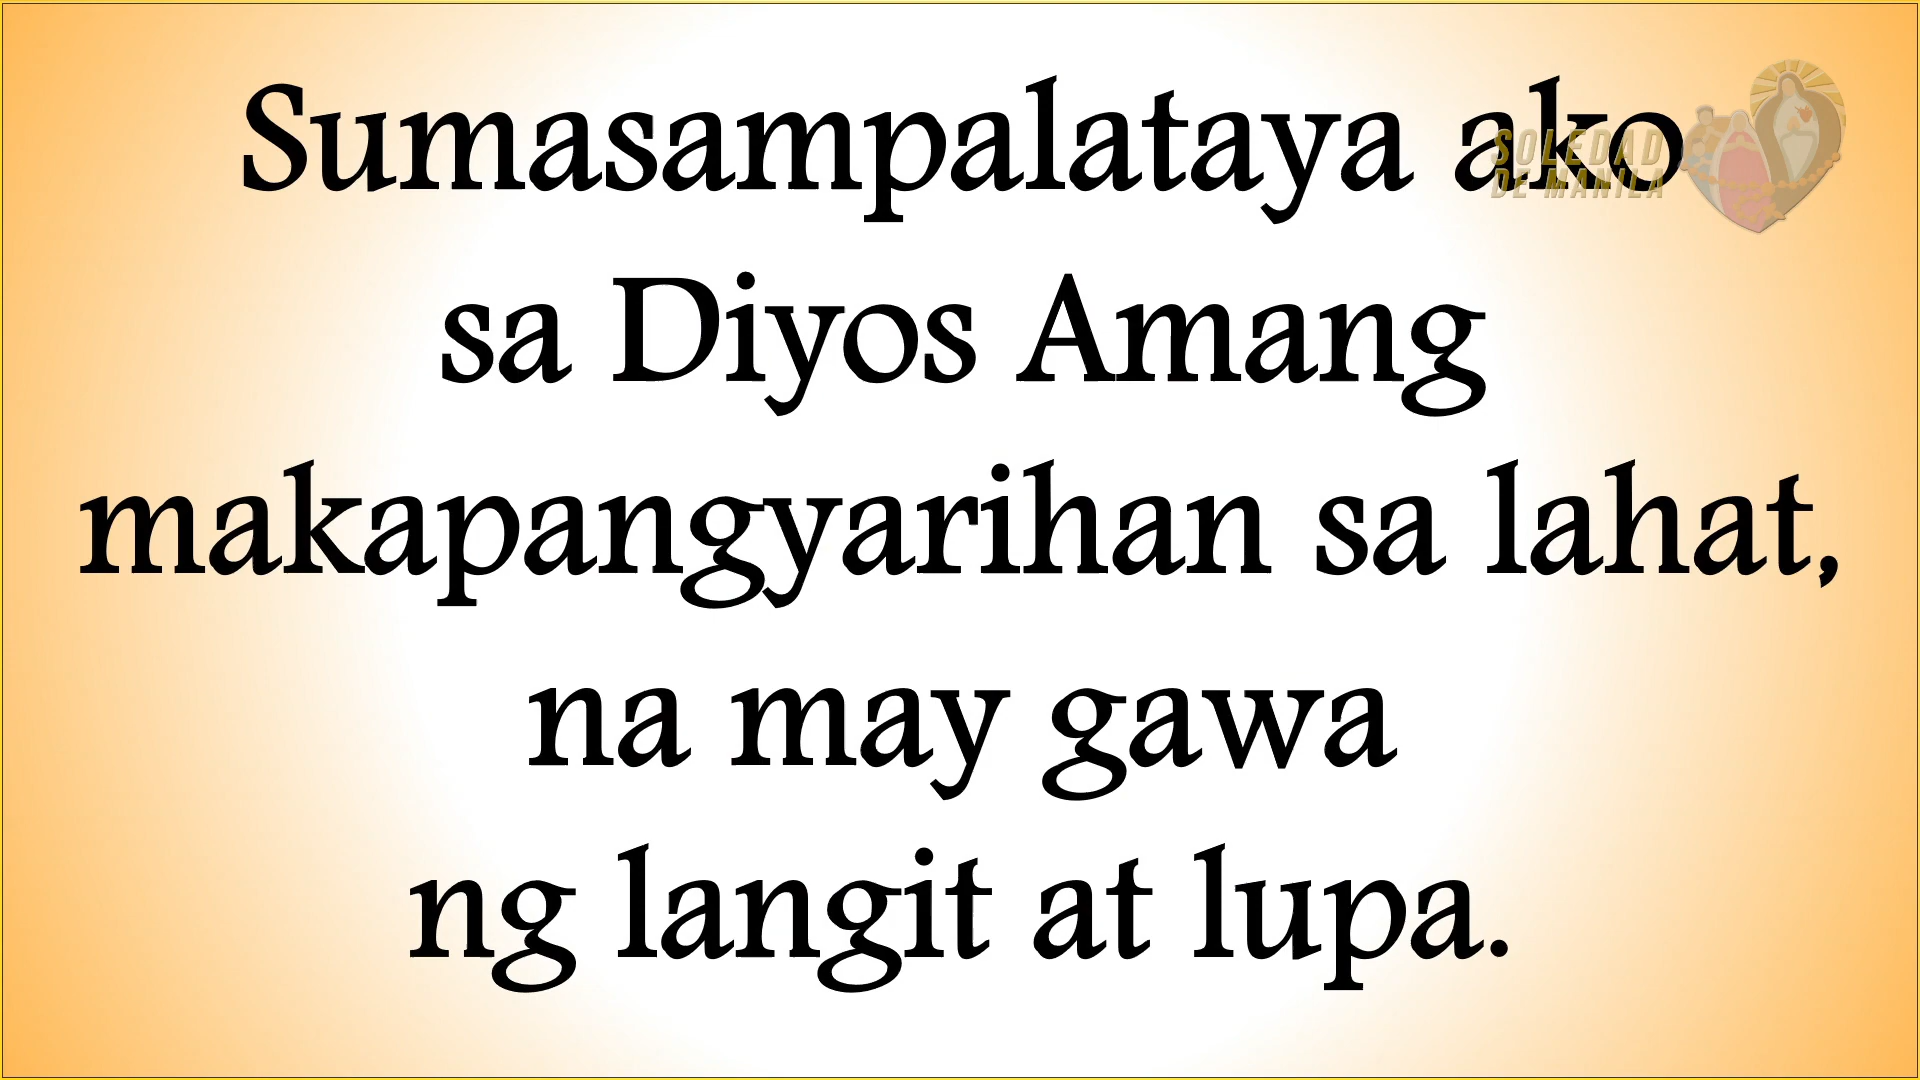 Sumasampalataya ako
SOLEDAD
DE MANILA
sa Diyos Amang
makapangyarihan sa lahat,
na may gawa
ng langit at lupa.